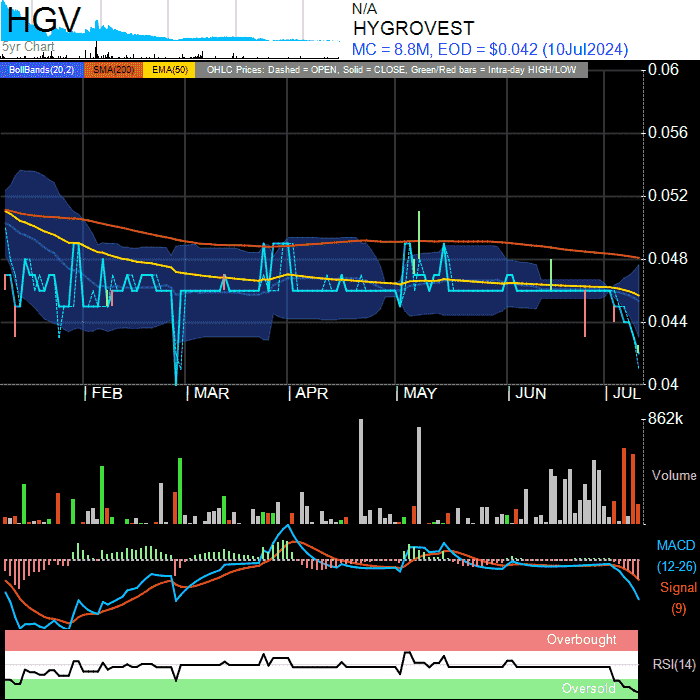 HGV
5yr Chart
N/A
HYGROVEST
MC = 8.8M, EOD = $0.042 (10Jul2024)
BollBands(20,2) SMA(200) EMA(50) OHLC Prices: Dashed = OPEN, Solid = CLOSE, Green/Red bars = Intra-day HIGH/LOW
0.06
0.056
0.052
0.048
0.044
0.04
FEB MAR APR MAY JUN JUL
862k
Volume
MACD
(12-26)
Signal
(9)
Overbought
RSI(14)
Oversold